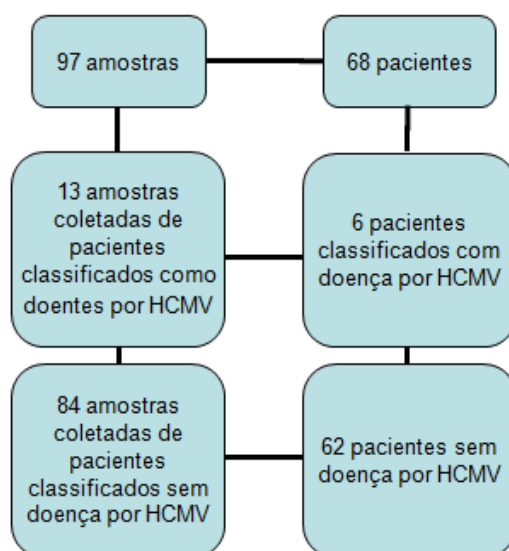 97 amostras
68 pacientes
13 amostras
coletadas de
pacientes
classificados como
doentes por HCMV
6 pacientes
classificados com
doença por HCMV
84 amostras
coletadas de
pacientes
classificados sem
doença por HCMV
62 pacientes sem
doença por HCMV